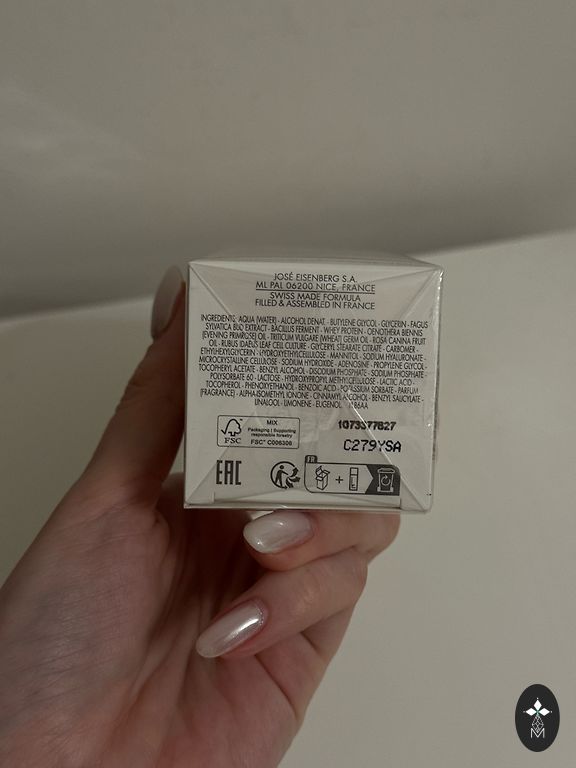 JOSÉ EISENBERG S.A.
ML PAL 06200 NICE, FRANCE
SWISS MADE FORMULA
FILLED & ASSEMBLED IN FRANCE
INGREDIENTS: AQUA (WATER) - ALCOHOL DENAT. - BUTYLENE GLYCOL - GLYCERIN - FAGUS
SYLVATICA BUD EXTRACT - BACILLUS FERMENT - WHEY PROTEIN - OENOTHERA BIENNIS
(EVENING PRIMROSE) OIL - TRITICUM VULGARE (WHEAT) GERM OIL - ROSA CANINA FRUIT
OIL - RUBUS IDAEUS LEAF CELL CULTURE - GLYCERYL STEARATE CITRATE - CARBOMER -
ETHYLHEXYLGLYCERIN - HYDROXYETHYLCELLULOSE - MANNITOL - SODIUM HYALURONATE -
MICROCRYSTALLINE CELLULOSE - SODIUM HYDROXIDE - ADENOSINE - PROPYLENE GLYCOL -
TOCOPHERYL ACETATE - BENZYL ALCOHOL - DISODIUM PHOSPHATE - SODIUM PHOSPHATE -
POLYSORBATE 60 - LACTOSE - HYDROXYPROPYL METHYLCELLULOSE - LACTIC ACID -
TOCOPHEROL - PHENOXYETHANOL - BENZOIC ACID - POTASSIUM SORBATE - PARFUM
(FRAGRANCE) - ALPHA-ISOMETHYL IONONE - CINNAMYL ALCOHOL - BENZYL SALICYLATE -
LINALOOL - LIMONENE - EUGENOL
FSC
MIX
Packaging | Supporting
responsible forestry
FSC® C006306
1073377827
C279YSA
EAC
FR
+
M